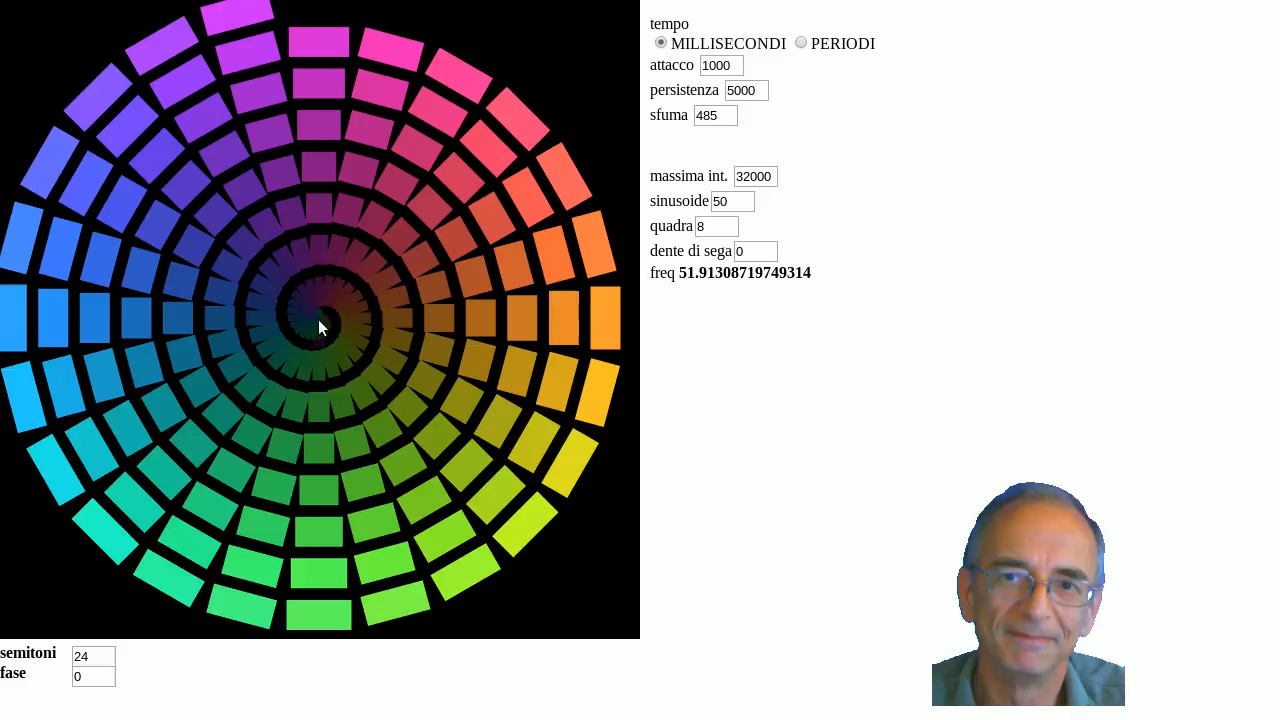 tempo
MILLISECONDI PERIODI
attacco 1000
persistenza 5000
sfuma 485
massima int. 32000
sinusoide 50
quadra 8
dente di sega 0
freq 51.91308719749314
semitoni 24
fase 0